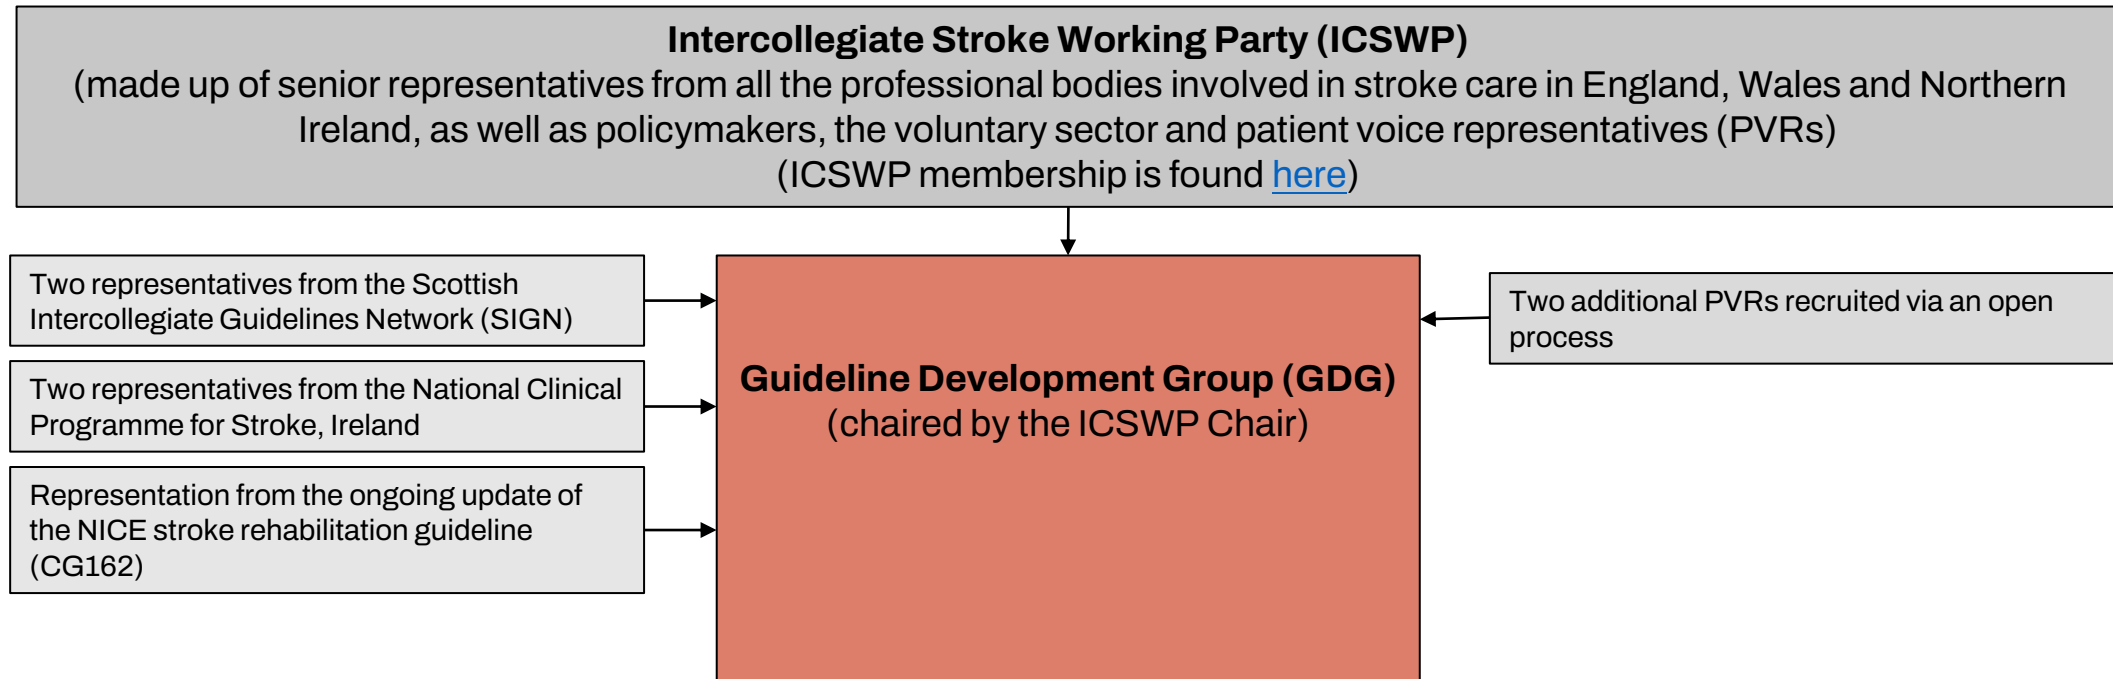 Intercollegiate Stroke Working Party (ICSWP)
(made up of senior representatives from all the professional bodies involved in stroke care in England, Wales and Northern
Ireland, as well as policymakers, the voluntary sector and patient voice representatives (PVRs)
(ICSWP membership is found here)
Two representatives from the Scottish
Intercollegiate Guidelines Network (SIGN)
Two representatives from the National Clinical
Programme for Stroke, Ireland
Representation from the ongoing update of
the NICE stroke rehabilitation guideline
(CG162)
Guideline Development Group (GDG)
(chaired by the ICSWP Chair)
Two additional PVRs recruited via an open
process